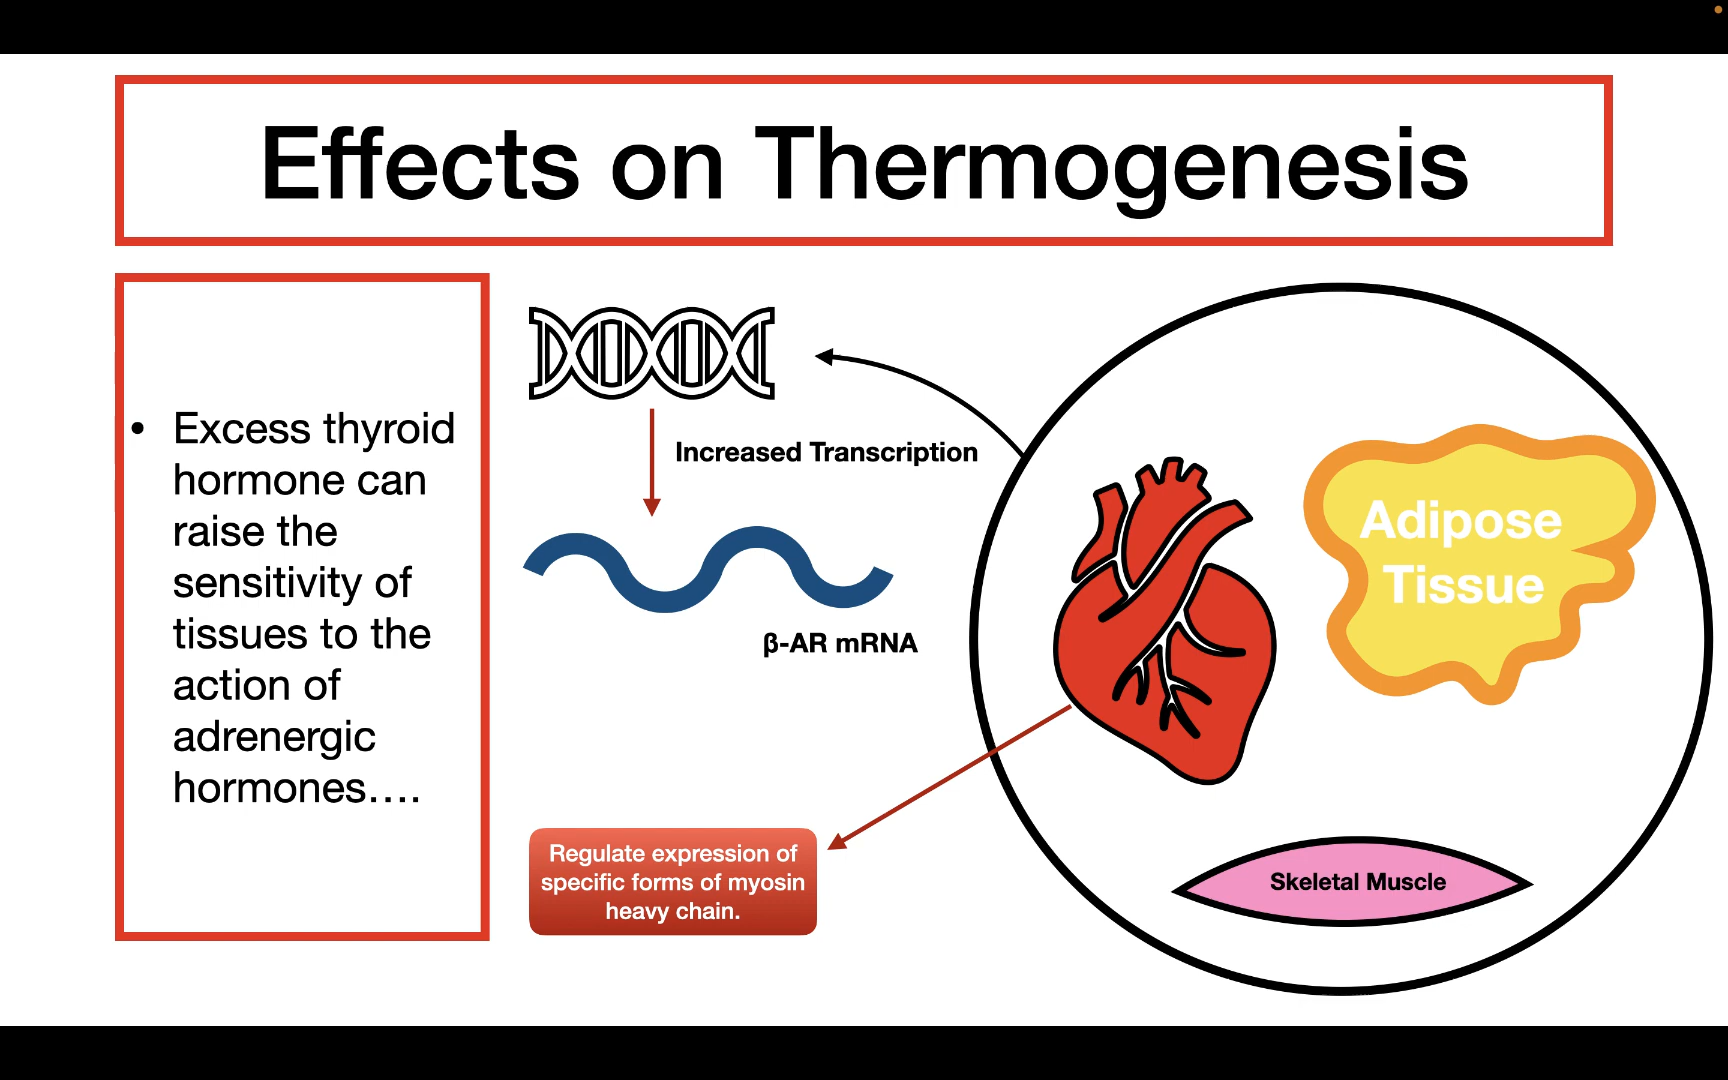 Effects on Thermogenesis
• Excess thyroid
hormone can
raise the
sensitivity of
tissues to the
action of
adrenergic
hormones....
Increased Transcription
β-AR mRNA
Regulate expression of
specific forms of myosin
heavy chain.
Adipose
Tissue
Skeletal Muscle